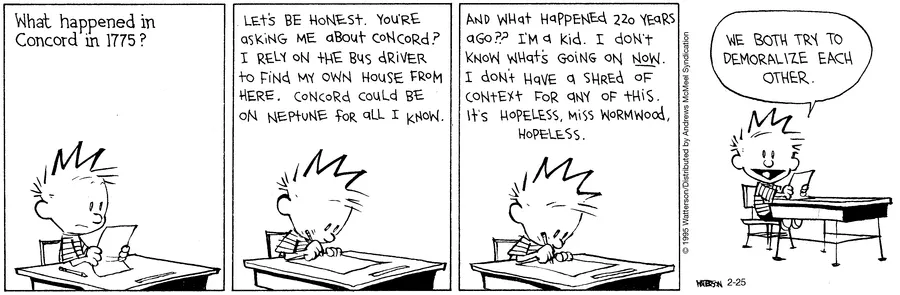 What happened in
Concord in 1775?
LET'S BE HONEST. YOU'RE
ASKING ME ABOUT CONCORD?
I RELY ON THE BUS DRIVER
TO FIND MY OWN HOUSE FROM
HERE. CONCORD COULD BE
ON NEPTUNE FOR ALL I KNOW.
AND WHAT HAPPENED 220 YEARS
AGO?? I'M A KID. I DON'T
KNOW WHAT'S GOING ON NOW.
I DON'T HAVE A SHRED OF
CONTEXT FOR ANY OF THIS.
IT'S HOPELESS, MISS WORMWOOD,
HOPELESS.
© 1995 Watterson/Distributed by Andrews McMeel Syndication
WE BOTH TRY TO
DEMORALIZE EACH
OTHER.
WATTERSON 2-25